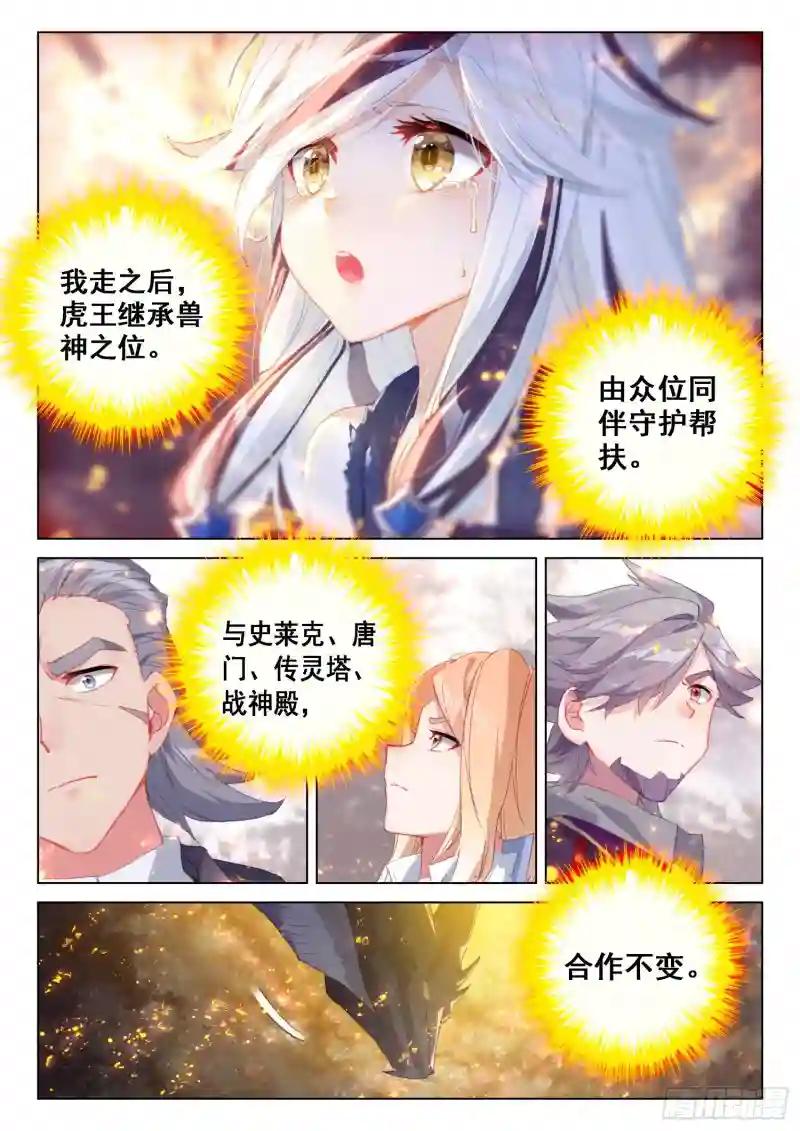 我走之后，
虎王继承兽
神之位。
由众位同
伴守护帮
扶。
与史莱克、唐
门、传灵塔、
战神殿，
合作不变。